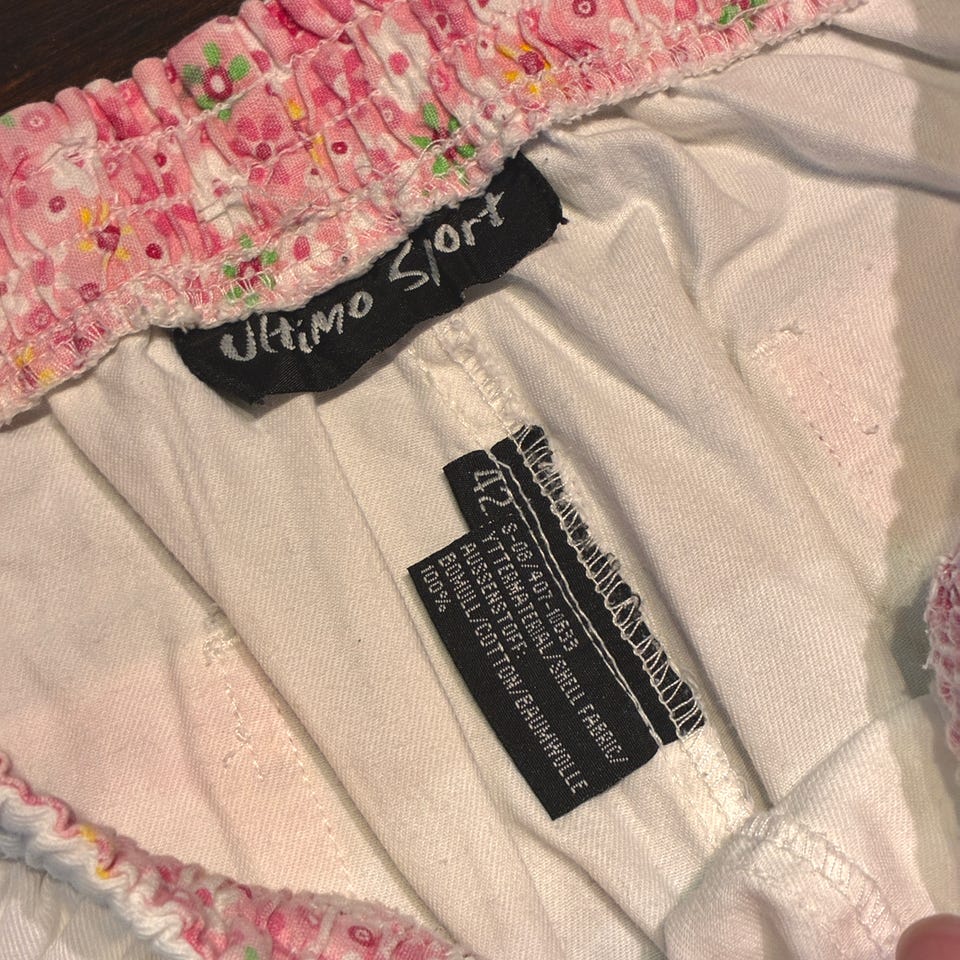 Ultimo Sport
42
S-08/407-10633
YTTERMATERIAL/SHELL FABRIC/
AUSSENSTOFF:
BOMULL/COTTON/BAUMWOLLE
100%